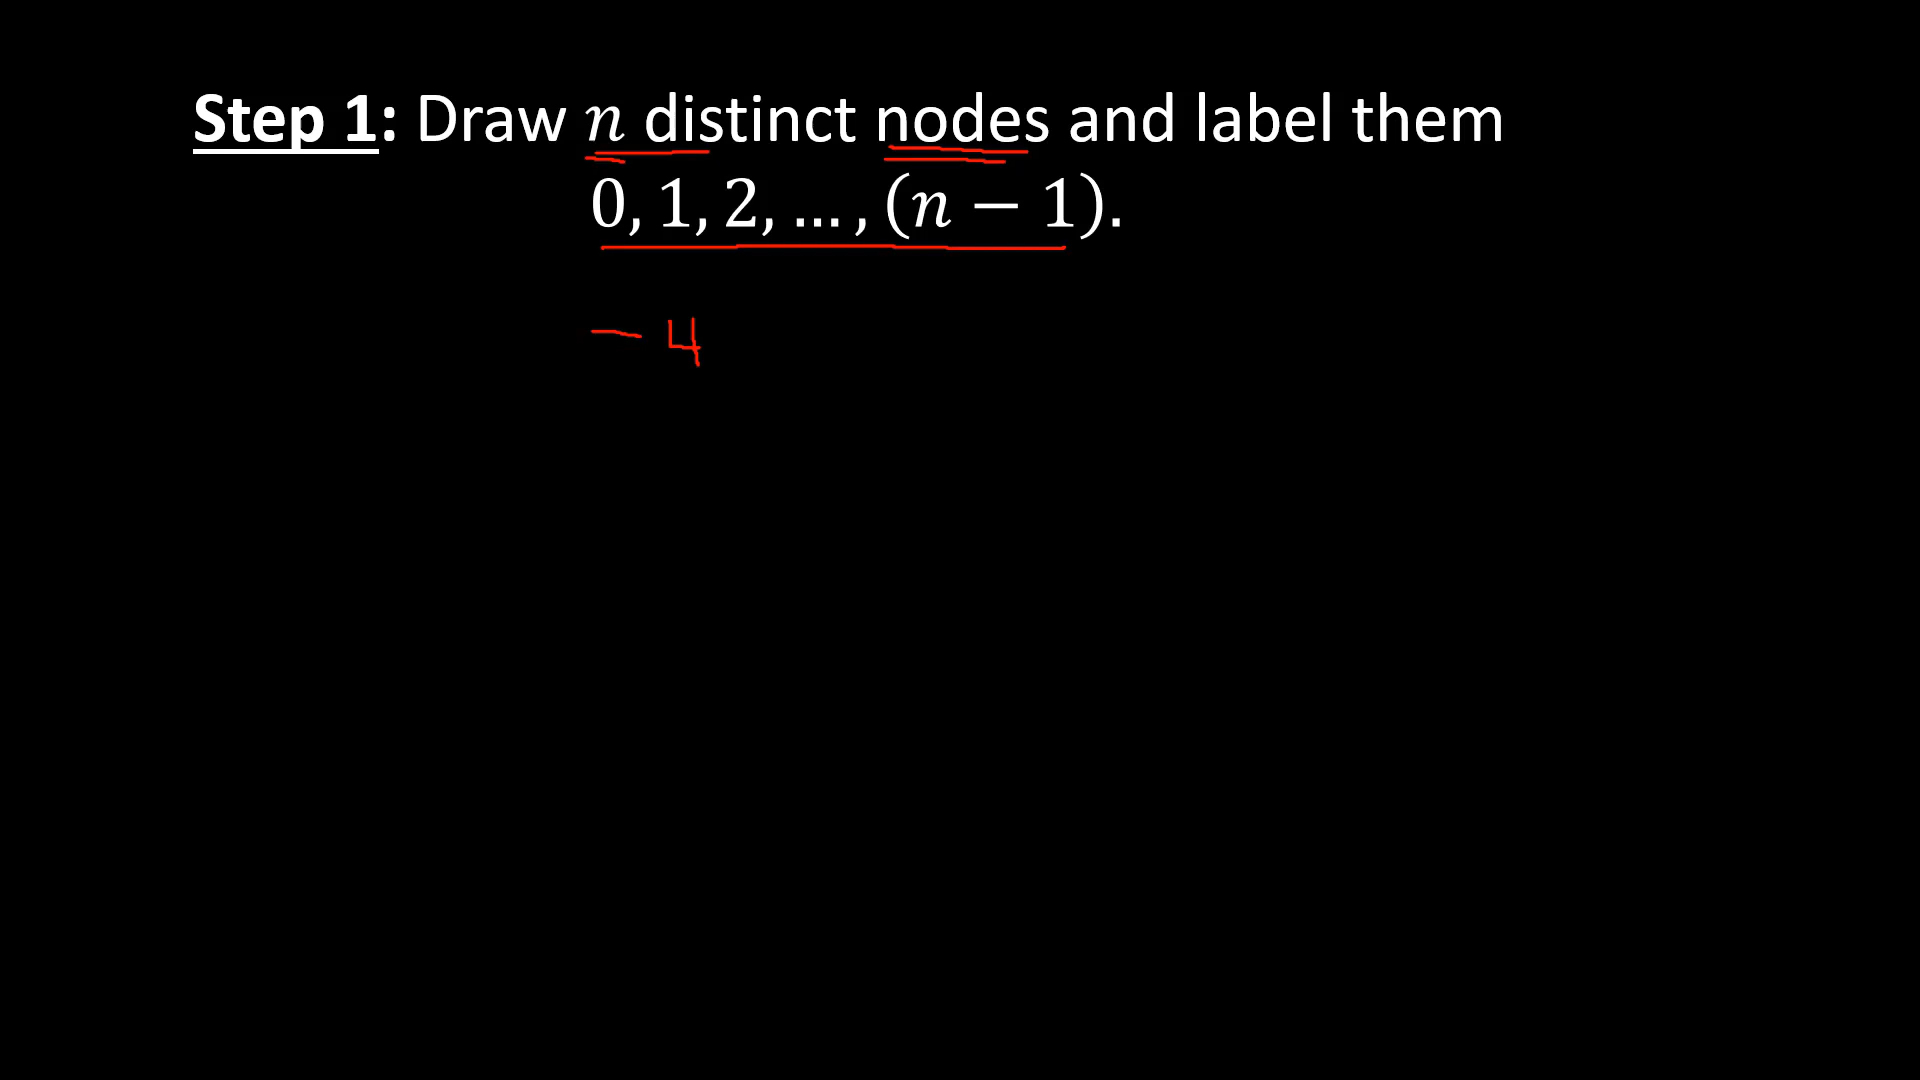 Step 1: Draw n distinct nodes and label them
0, 1, 2, … , (n − 1).
− 4